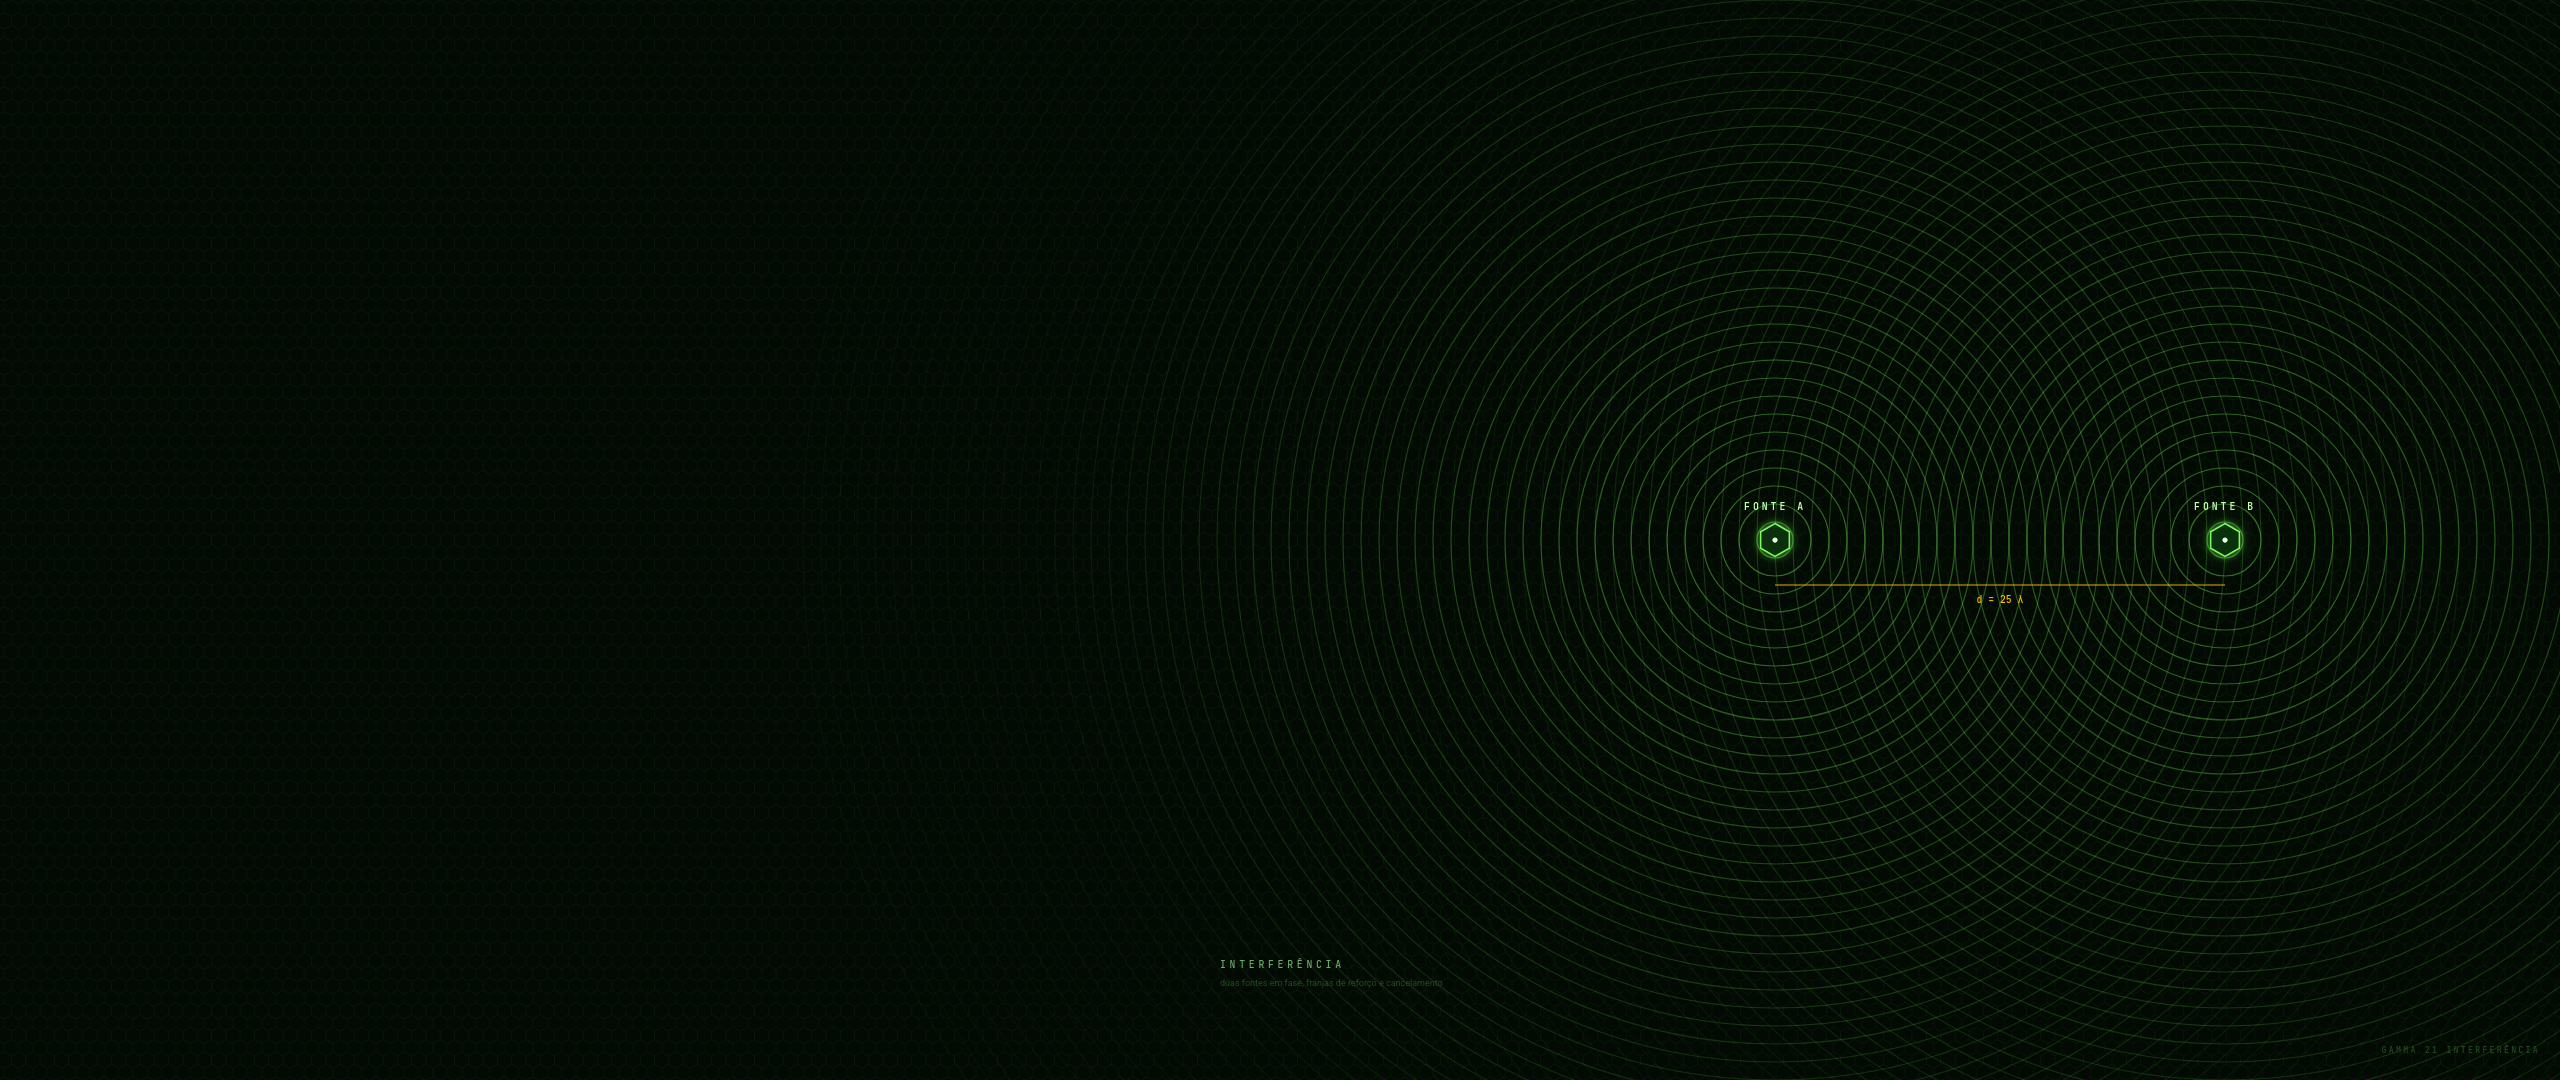 FONTE A
FONTE B
d = 25 λ
INTERFERÊNCIA
duas fontes em fase, franjas de reforço e cancelamento
GAMMA 21 INTERFERÊNCIA